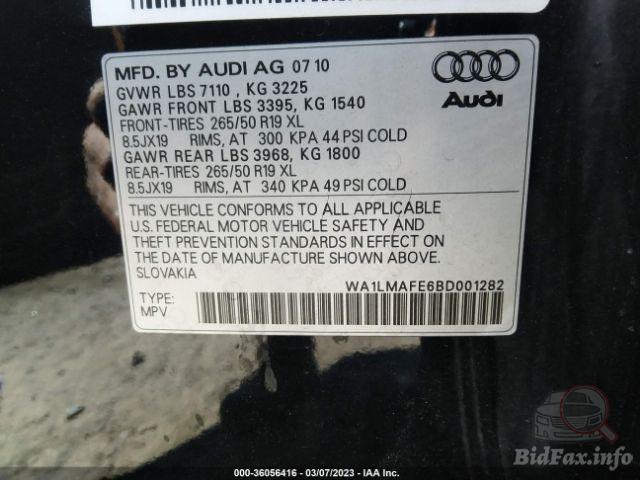 MFD. BY AUDI AG 07 10
GVWR LBS 7110 , KG 3225
GAWR FRONT LBS 3395, KG 1540
FRONT-TIRES 265/50 R19 XL
8.5JX19 RIMS, AT 300 KPA 44 PSI COLD
GAWR REAR LBS 3968, KG 1800
REAR-TIRES 265/50 R19 XL
8.5JX19 RIMS, AT 340 KPA 49 PSI COLD
Audi
THIS VEHICLE CONFORMS TO ALL APPLICABLE
U.S. FEDERAL MOTOR VEHICLE SAFETY AND
THEFT PREVENTION STANDARDS IN EFFECT ON
THE DATE OF MANUFACTURE SHOWN ABOVE.
SLOVAKIA
WA1LMAFE6BD001282
TYPE:
MPV
BidFax.info
000-36056416 - 03/07/2023 - IAA Inc.